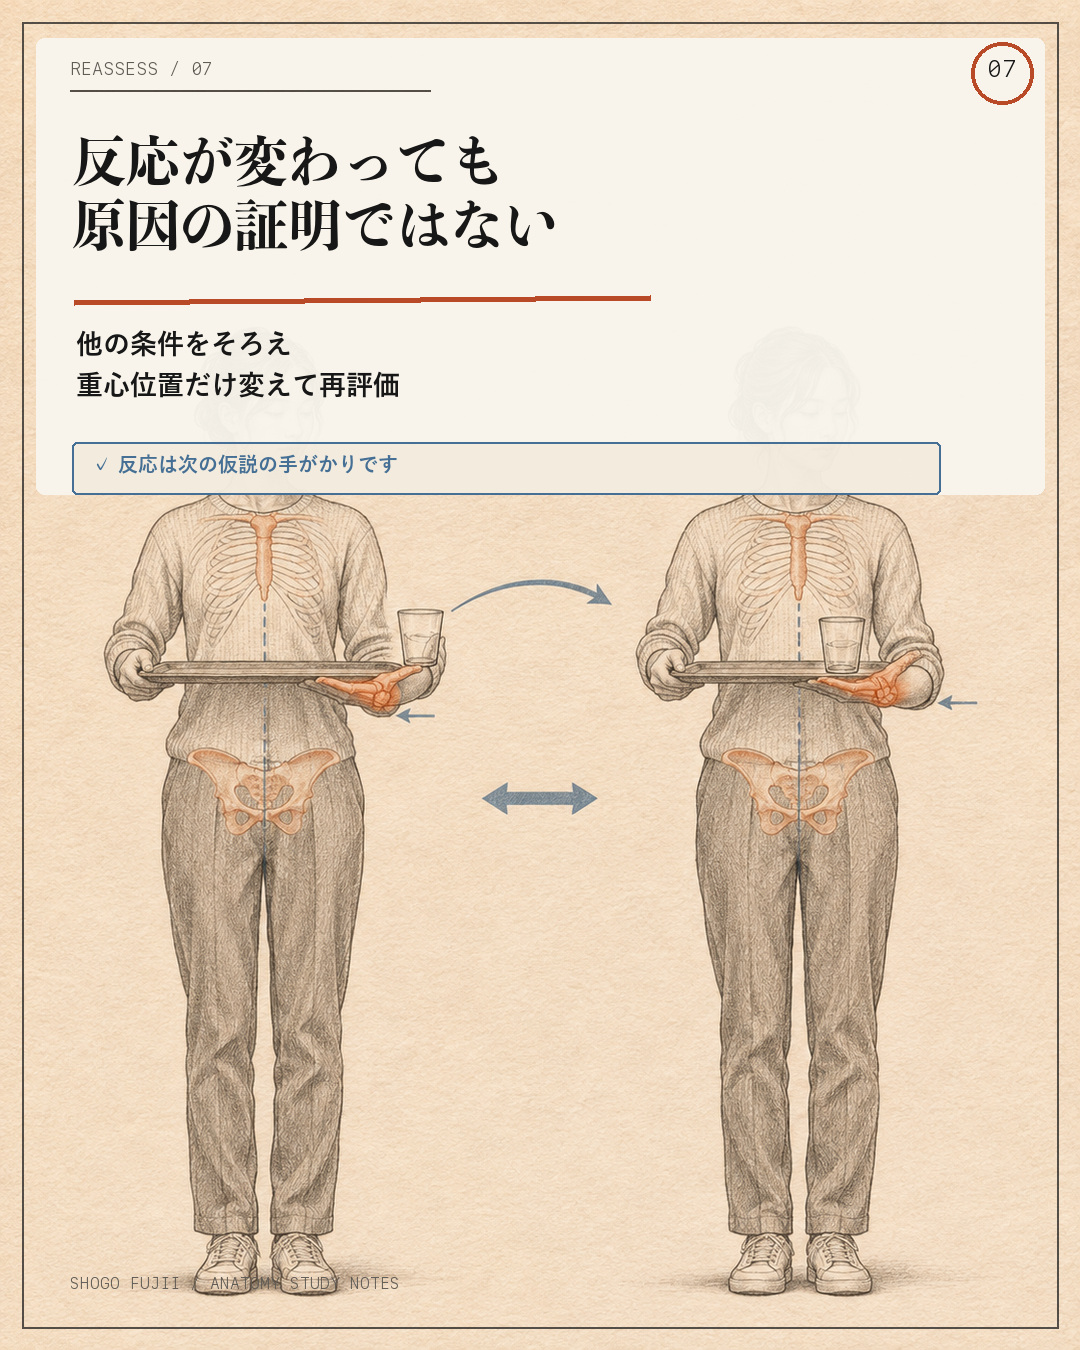 REASSESS / 07
07
反応が変わっても
原因の証明ではない
他の条件をそろえ
重心位置だけ変えて再評価
✓ 反応は次の仮説の手がかりです
SHOGO FUJII / ANATOMY STUDY NOTES